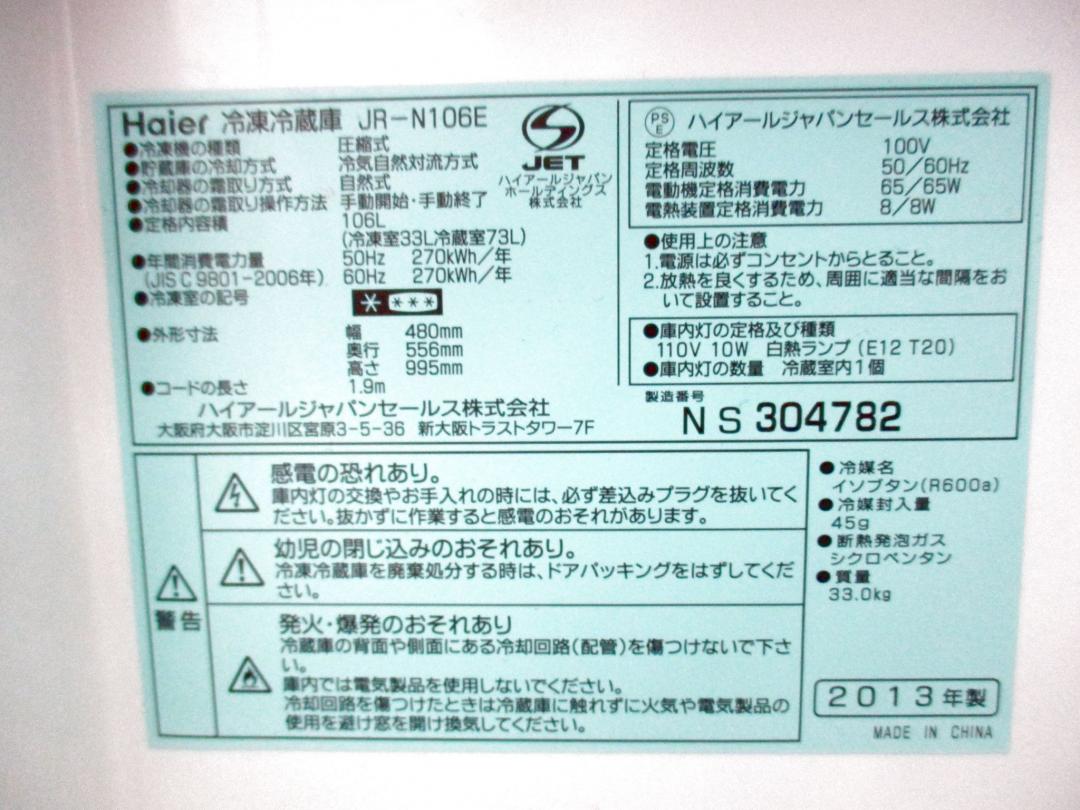 Haier 冷凍冷蔵庫 JR-N106E
●冷凍機の種類 圧縮式
●貯蔵庫の冷却方式 冷気自然対流方式
●冷却器の霜取り方式 自然式
●冷却器の霜取り操作方法 手動開始・手動終了
●定格内容積 106L
(冷凍室33L冷蔵室73L)
●年間消費電力量 50Hz 270kWh/年
(JIS C 9801-2006年) 60Hz 270kWh/年
●冷凍室の記号 * ***
●外形寸法 幅 480mm
奥行 556mm
高さ 995mm
●コードの長さ 1.9m
ハイアールジャパンセールス株式会社
大阪府大阪市淀川区宮原3-5-36 新大阪トラストタワー7F
JET
ハイアールジャパン
ホールディングス
株式会社
PS
E ハイアールジャパンセールス株式会社
定格電圧 100V
定格周波数 50/60Hz
電動機定格消費電力 65/65W
電熱装置定格消費電力 8/8W
●使用上の注意
1.電源は必ずコンセントからとること。
2.放熱を良くするため、周囲に適当な間隔をお
いて設置すること。
●庫内灯の定格及び種類
110V 10W 白熱ランプ(E12 T20)
●庫内灯の数量 冷蔵室内1個
製造番号
NS 304782
警告
感電の恐れあり。
庫内灯の交換やお手入れの時には、必ず差込みプラグを抜いてく
ださい。抜かずに作業すると感電のおそれがあります。
幼児の閉じ込みのおそれあり。
冷凍冷蔵庫を廃棄処分する時は、ドアパッキングをはずしてくだ
さい。
発火・爆発のおそれあり
冷蔵庫の背面や側面にある冷却回路(配管)を傷つけないで下さ
い。
庫内では電気製品を使用しないでください。
冷却回路を傷つけたときは冷蔵庫に触れずに火気や電気製品の
使用を避け窓を開け換気してください。
●冷媒名
イソブタン(R600a)
●冷媒封入量
45g
●断熱発泡ガス
シクロペンタン
●質量
33.0kg
2013年製
MADE IN CHINA